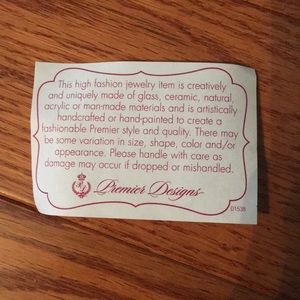 This high fashion jewelry item is creatively
and uniquely made of glass, ceramic, natural,
acrylic or man-made materials and is artistically
handcrafted or hand-painted to create a
fashionable Premier style and quality. There may
be some variation in size, shape, color and/or
appearance. Please handle with care as
damage may occur if dropped or mishandled.
Premier Designs
D1538